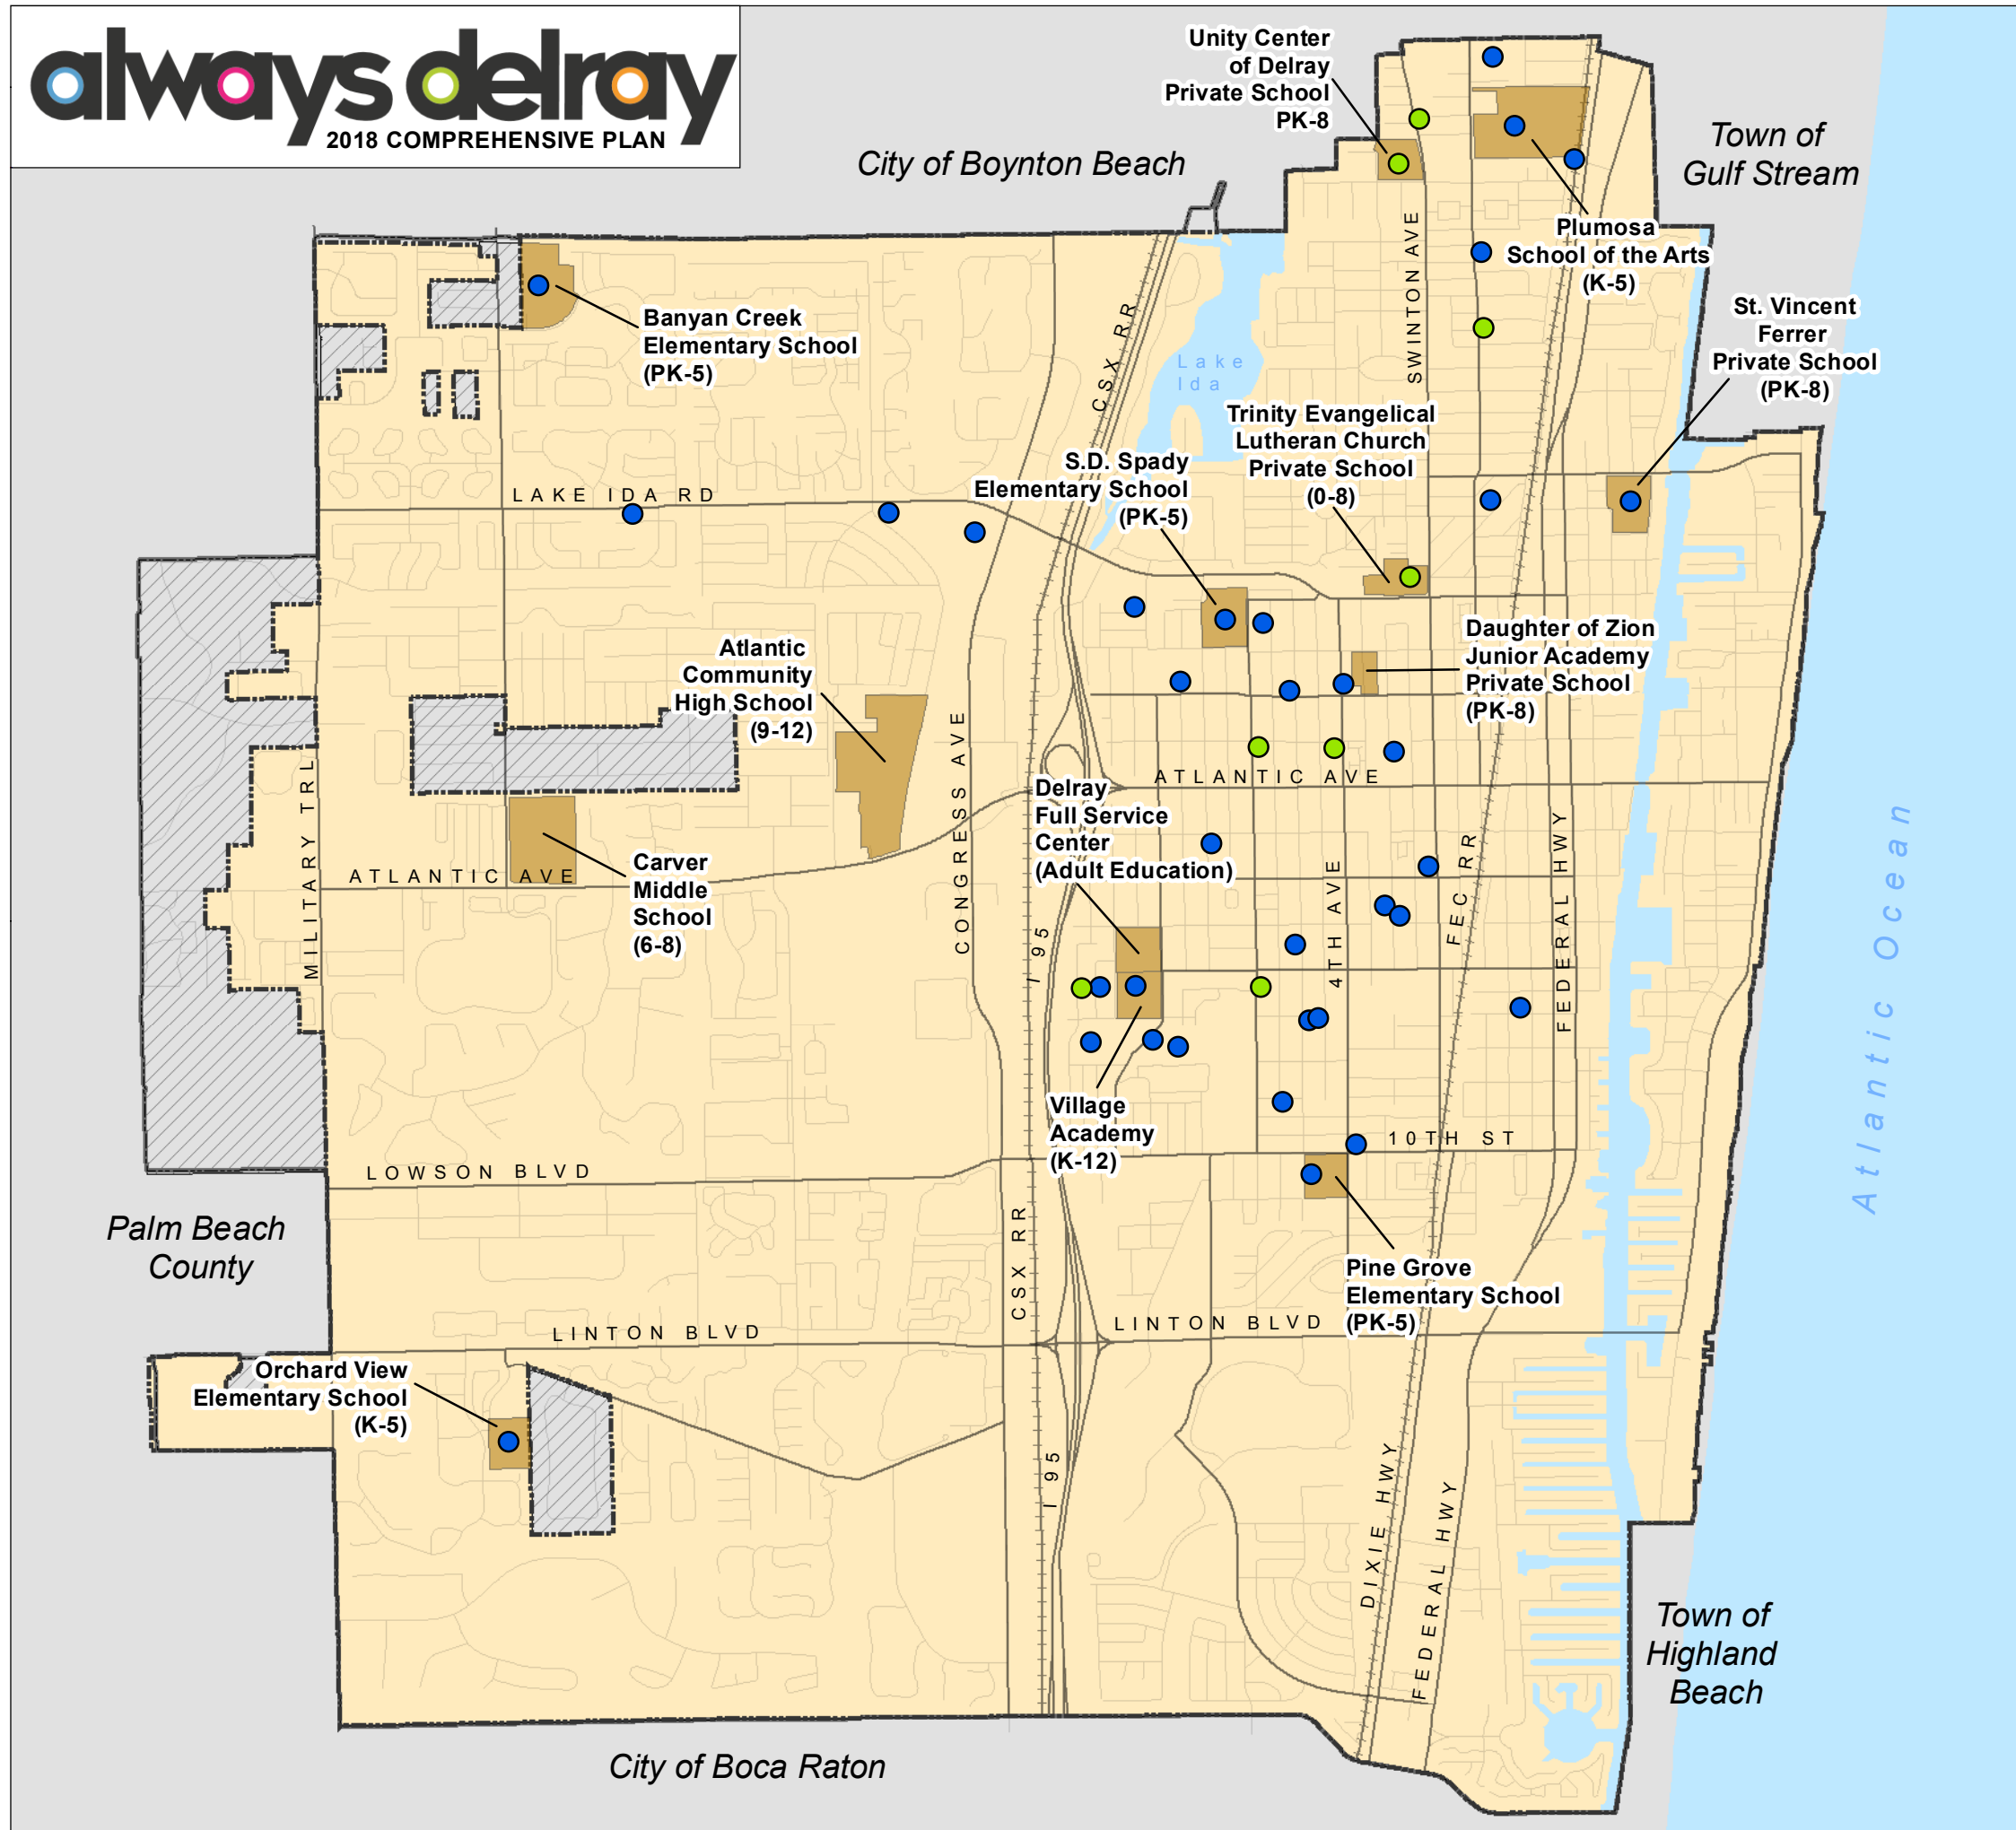 always delray
2018 COMPREHENSIVE PLAN
Unity Center
of Delray
Private School
PK-8
City of Boynton Beach
Town of
Gulf Stream
Plumosa
School of the Arts
(K-5)
SWINTON AVE
St. Vincent
Ferrer
Private School
(PK-8)
Banyan Creek
Elementary School
(PK-5)
CSX RR
Lake
Ida
Trinity Evangelical
Lutheran Church
Private School
(0-8)
S.D. Spady
Elementary School
(PK-5)
LAKE IDA RD
Daughter of Zion
Junior Academy
Private School
(PK-8)
Atlantic
Community
High School
(9-12)
CONGRESS AVE
MILITARY TRL
ATLANTIC AVE
Delray
Full Service
Center
(Adult Education)
Carver
Middle
School
(6-8)
ATLANTIC AVE
I 95
4TH AVE
FEC RR
FEDERAL HWY
Atlantic Ocean
Village
Academy
(K-12)
10TH ST
LOWSON BLVD
Palm Beach
County
CSX RR
Pine Grove
Elementary School
(PK-5)
LINTON BLVD
LINTON BLVD
Orchard View
Elementary School
(K-5)
I 95
DIXIE HWY
FEDERAL HWY
Town of
Highland
Beach
City of Boca Raton